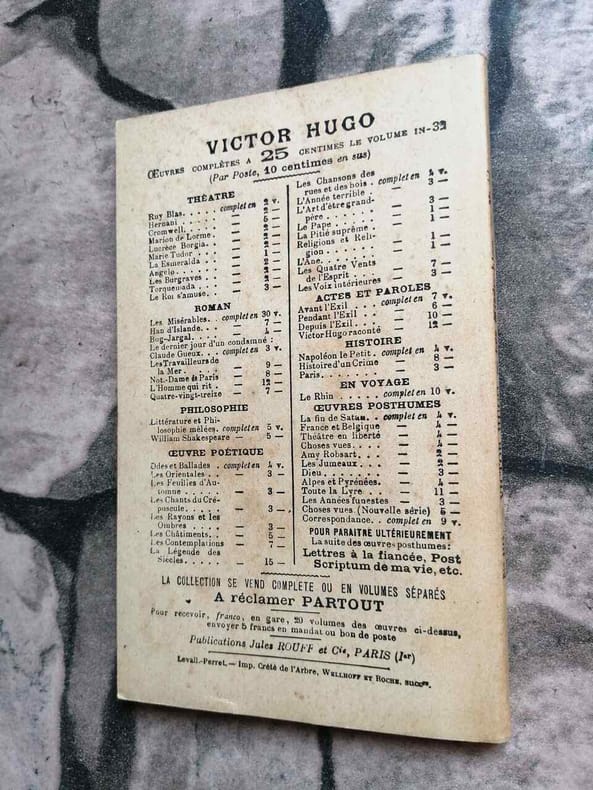 VICTOR HUGO
ŒUVRES COMPLÈTES A 25 CENTIMES LE VOLUME IN-32
(Par Poste, 10 centimes en sus)
THÉATRE
Ruy Blas. . . . . complet en 2 v.
Hernani . . . . . — 2 —
Cromwell. . . . . — 5 —
Marion de Lorme. — 2 —
Lucrèce Borgia. . — 2 —
Marie Tudor . . . — 1 —
La Esmeralda . . — 2 —
Angelo. . . . . . — 2 —
Les Burgraves . . — 2 —
Torquemada . . . — 3 —
Le Roi s'amuse. . — 3 —
ROMAN
Les Misérables. . complet en 30 v.
Han d'Islande. . . — 7 —
Bug-Jargal. . . . — 4 —
Le dernier jour d'un condamné :
Claude Gueux. . . complet en 3 v.
Les Travailleurs de
la Mer. . . . . . — 9 —
Not.-Dame de Paris — 8 —
L'Homme qui rit . — 12 —
Quatre-vingt-treize — 7 —
PHILOSOPHIE
Littérature et Phi-
losophie mêlées. complet en 5 v.
William Shakespeare — 5 —
ŒUVRE POÉTIQUE
Odes et Ballades . complet en 4 v.
Les Orientales . . — 3 —
Les Feuilles d'Au-
tomne . . . . . — 3 —
Les Chants du Cré-
puscule. . . . . — 3 —
Les Rayons et les
Ombres . . . . — 3 —
Les Châtiments. . — 5 —
Les Contemplations — 7 —
La Légende des
Siècles. . . . . — 15 —
Les Chansons des
rues et des bois . complet en 4 v.
L'Année terrible . — 3 —
L'Art d'être grand-
père . . . . . . — 3 —
Le Pape . . . . . — 1 —
La Pitié suprême . — 1 —
Religions et Reli-
gion. . . . . . . — 1 —
L'Ane. . . . . . . — 1 —
Les Quatre Vents
de l'Esprit . . . — 7 —
Les Voix intérieures — 3 —
ACTES ET PAROLES
Avant l'Exil . . . complet en 7 v.
Pendant l'Exil . . — 6 —
Depuis l'Exil. . . — 10 —
Victor Hugo raconté — 12 —
HISTOIRE
Napoléon le Petit . complet en 4 v.
Histoire d'un Crime — 8 —
Paris. . . . . . . — 3 —
EN VOYAGE
Le Rhin . . . . . complet en 10 v.
ŒUVRES POSTHUMES
La fin de Satan. . complet en 4 v.
France et Belgique — 4 —
Théâtre en liberté — 4 —
Choses vues. . . . — 4 —
Amy Robsart. . . — 2 —
Les Jumeaux . . . — 2 —
Dieu . . . . . . . — 3 —
Alpes et Pyrénées. — 4 —
Toute la Lyre . . — 11 —
Les Années funestes — 3 —
Choses vues. (Nouvelle série) 5 —
Correspondance. . complet en 9 v.
POUR PARAITRE ULTÉRIEUREMENT
La suite des œuvres posthumes:
Lettres à la fiancée, Post
Scriptum de ma vie, etc.
LA COLLECTION SE VEND COMPLETE OU EN VOLUMES SÉPARÉS
A réclamer PARTOUT
Pour recevoir, franco, en gare, 20 volumes des œuvres ci-dessus,
envoyer 5 francs en mandat ou bon de poste
Publications Jules ROUFF et Cie, PARIS (Ier)
Levall.-Perret. — Imp. Crété de l'Arbre, WELLHOFF ET ROCHE, succrs.